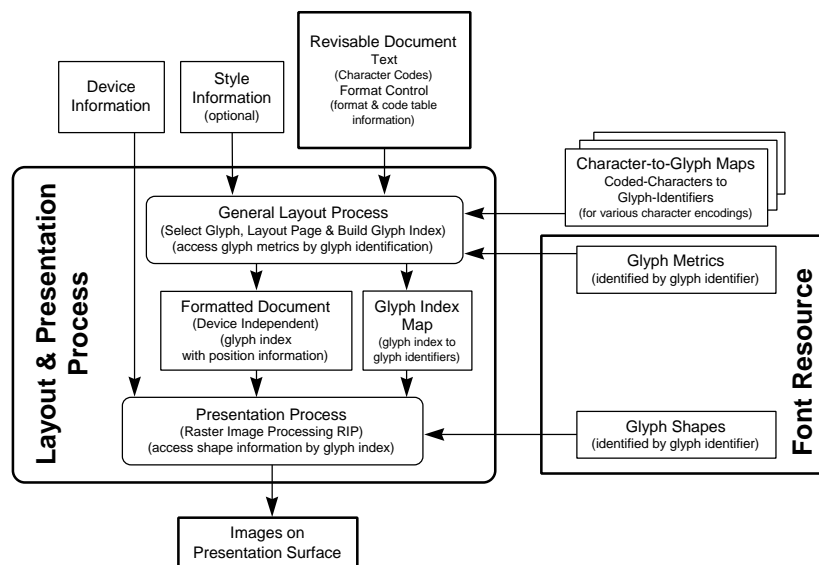 Revisable Document
Text
(Character Codes)
Format Control
(format & code table
information)
Device
Information
Style
Information
(optional)
Character-to-Glyph Maps
Coded-Characters to
Glyph-Identifiers
(for various character encodings)
Layout & Presentation
Process
General Layout Process
(Select Glyph, Layout Page & Build Glyph Index)
(access glyph metrics by glyph identification)
Font Resource
Glyph Metrics
(identified by glyph identifier)
Formatted Document
(Device Independent)
(glyph index
with position information)
Glyph Index
Map
(glyph index to
glyph identifiers)
Presentation Process
(Raster Image Processing RIP)
(access shape information by glyph index)
Glyph Shapes
(identified by glyph identifier)
Images on
Presentation Surface